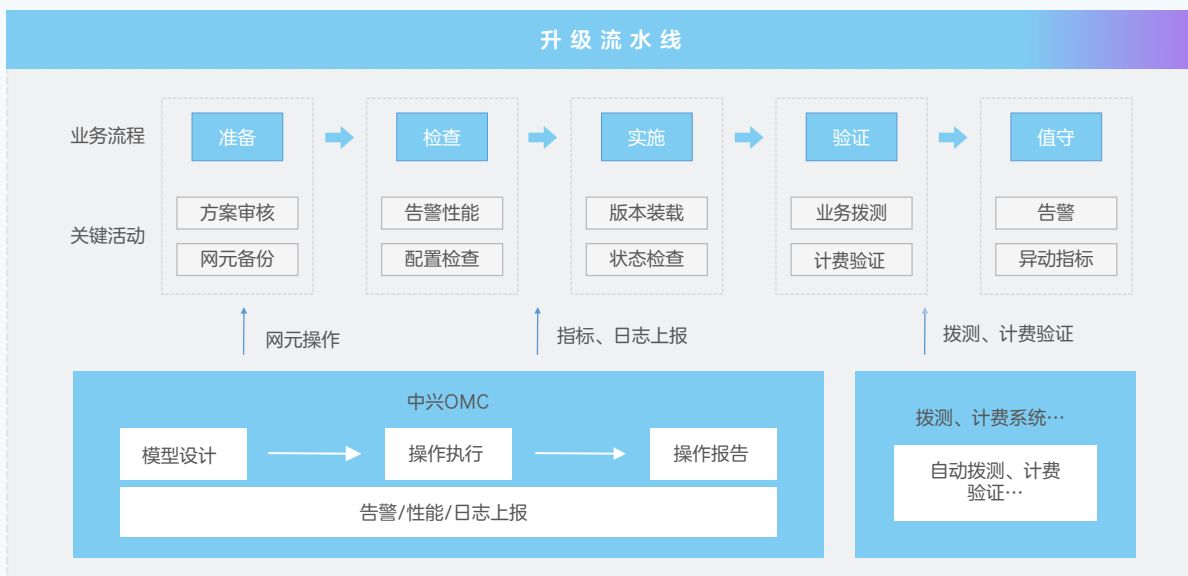 升级流水线
业务流程
准备
检查
实施
验证
值守
关键活动
方案审核
告警性能
版本装载
业务拨测
告警
网元备份
配置检查
状态检查
计费验证
异动指标
网元操作
指标、日志上报
拨测、计费验证
中兴OMC
模型设计
操作执行
操作报告
告警/性能/日志上报
拨测、计费系统…
自动拨测、计费
验证…